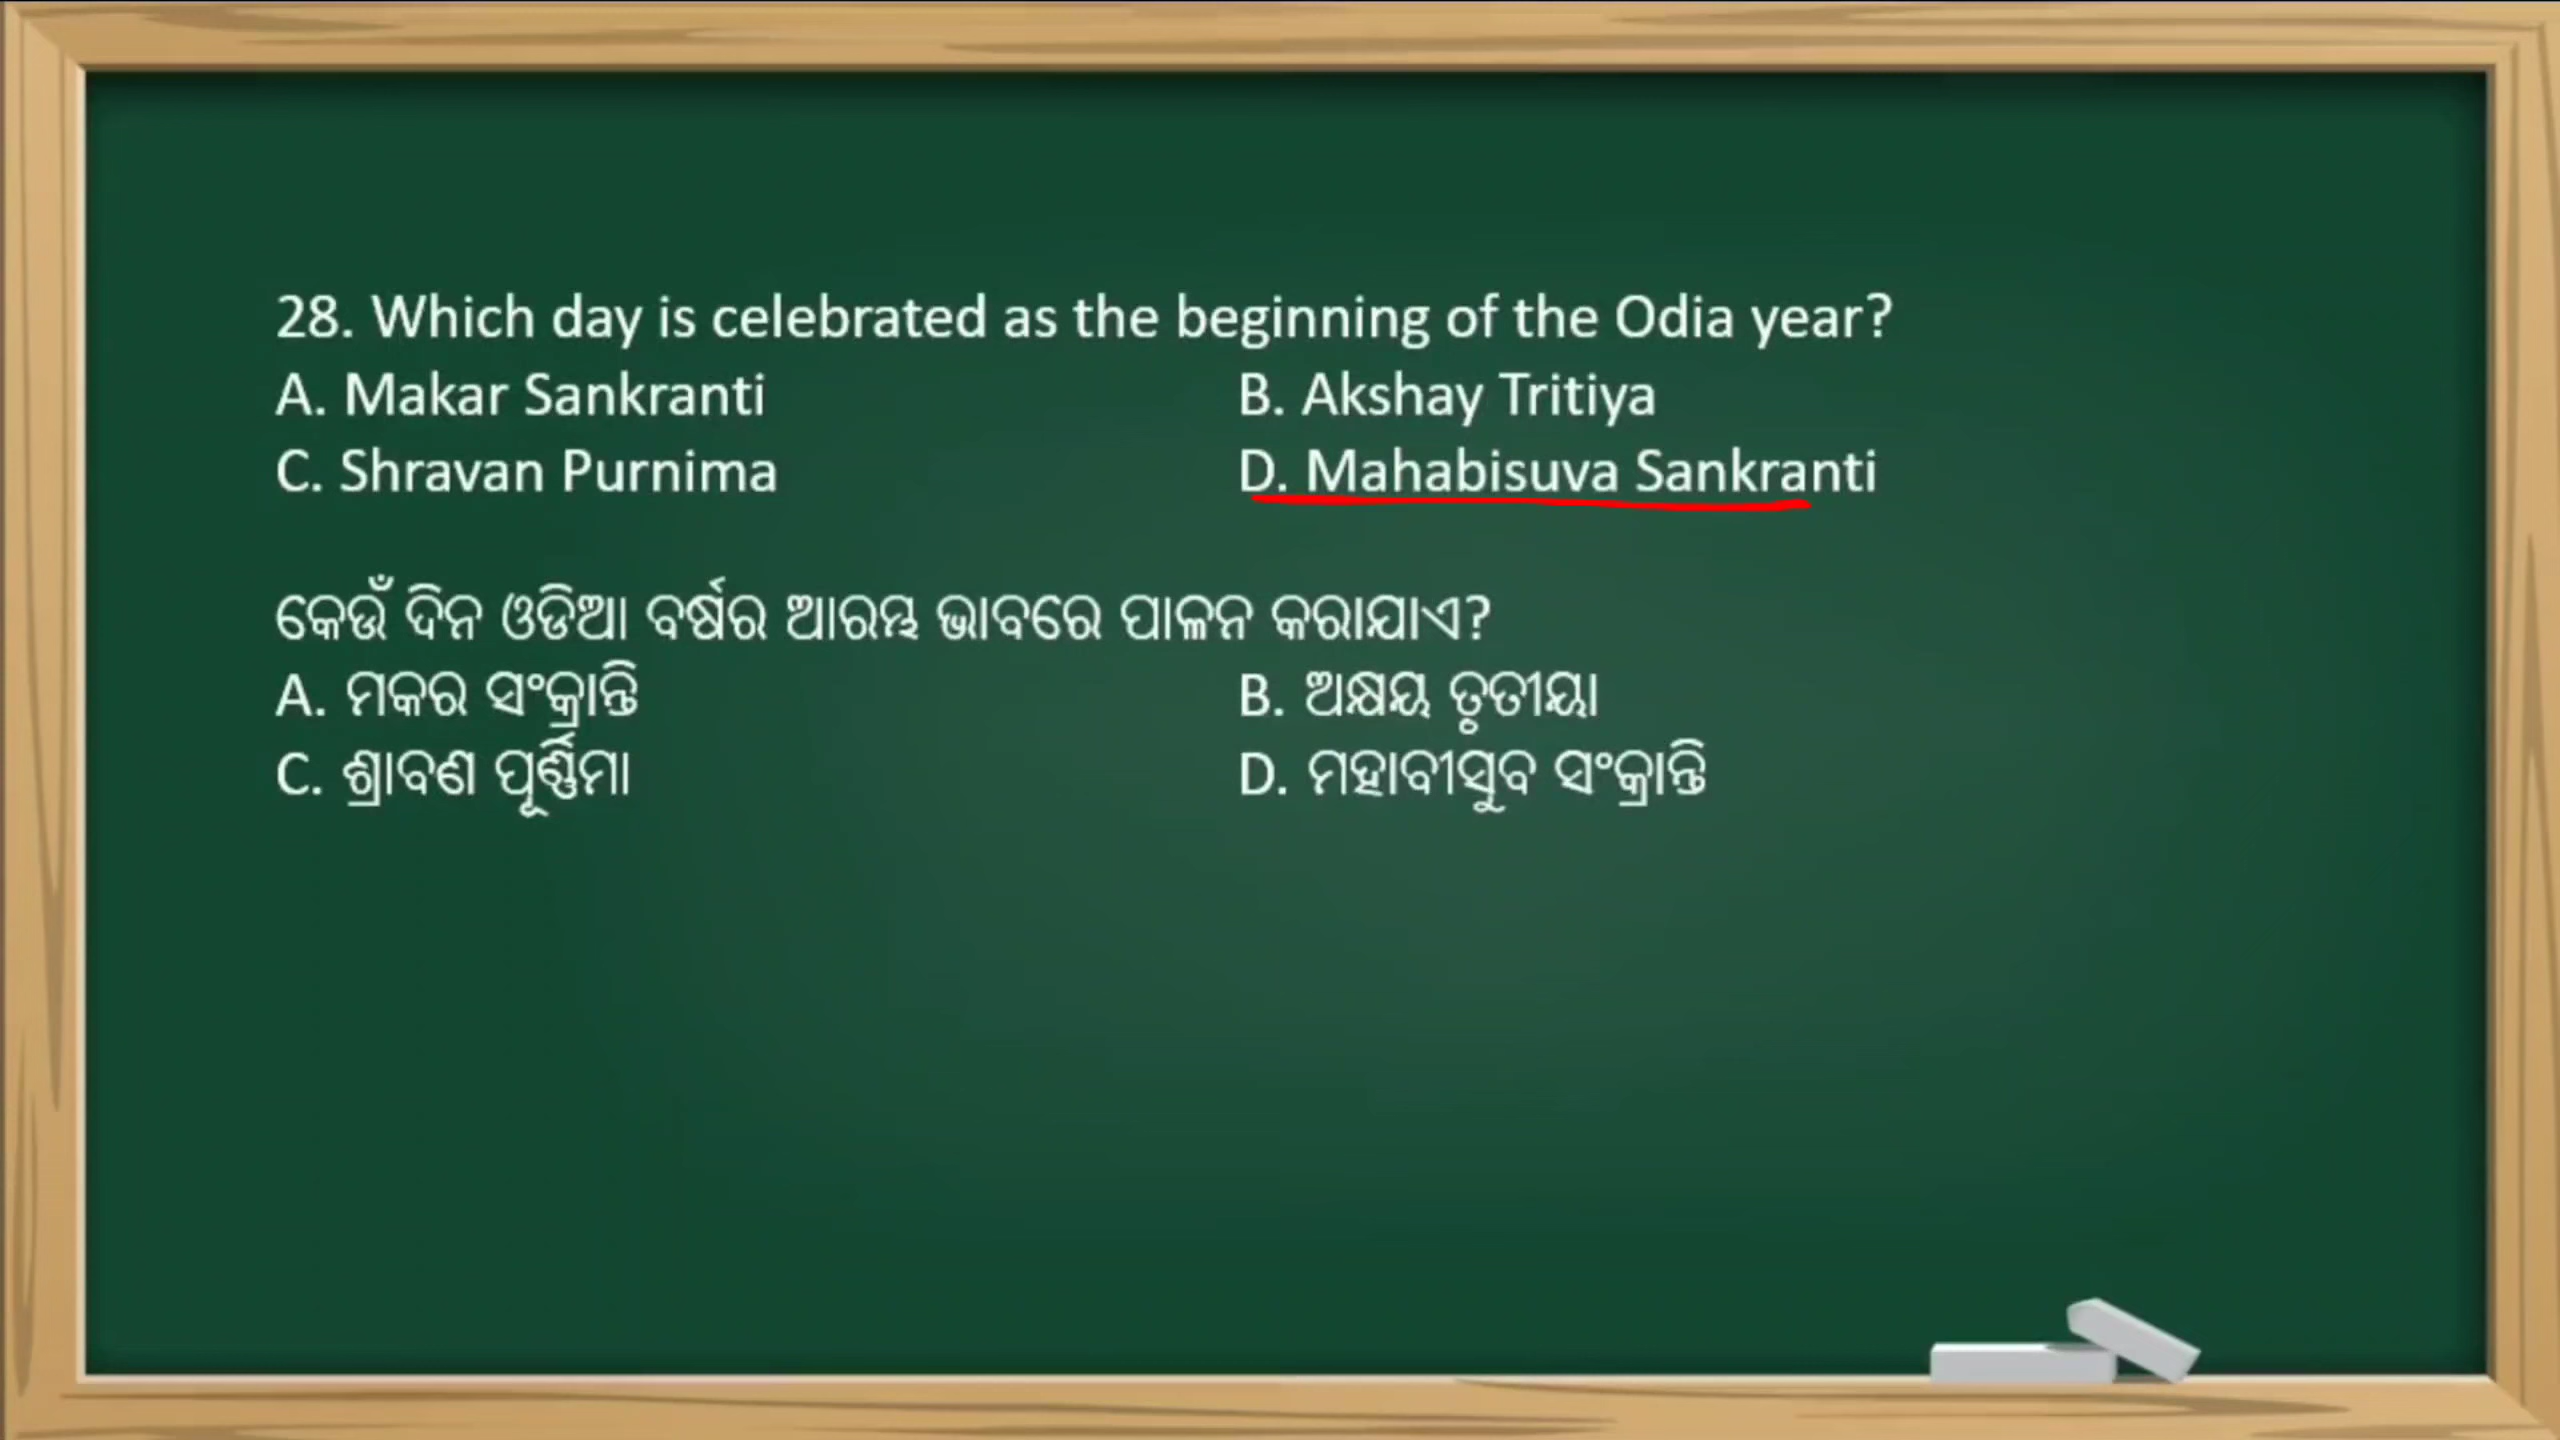 28. Which day is celebrated as the beginning of the Odia year?
A. Makar Sankranti B. Akshay Tritiya
C. Shravan Purnima D. Mahabisuva Sankranti
କେଉଁ ଦିନ ଓଡିଆ ବର୍ଷର ଆରମ୍ଭ ଭାବରେ ପାଳନ କରାଯାଏ?
A. ମକର ସଂକ୍ରାନ୍ତି B. ଅକ୍ଷୟ ତୃତୀୟା
C. ଶ୍ରାବଣ ପୂର୍ଣ୍ଣିମା D. ମହାବୀସୁବ ସଂକ୍ରାନ୍ତି